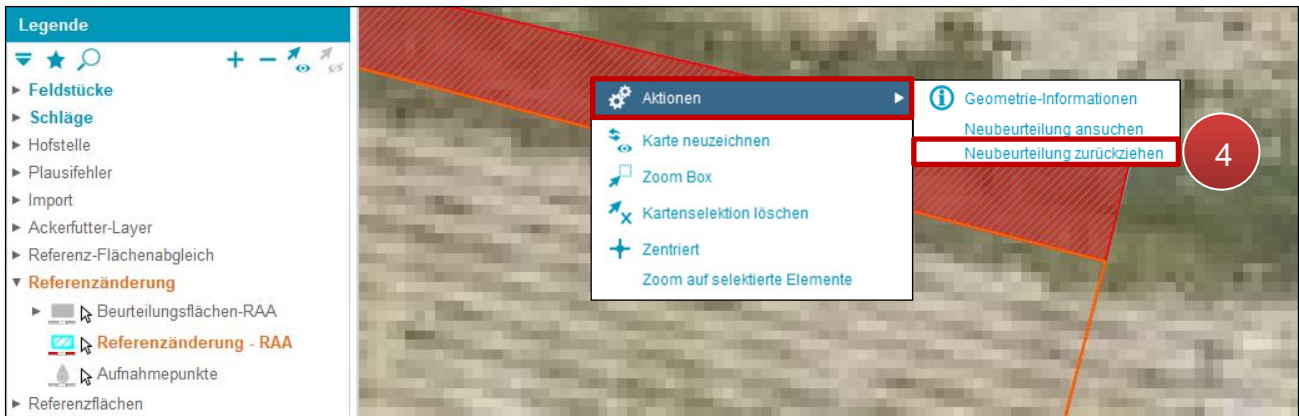 Legende
Feldstücke
Schläge
Hofstelle
Plausifehler
Import
Ackerfutter-Layer
Referenz-Flächenabgleich
Referenzänderung
Beurteilungsflächen-RAA
Referenzänderung - RAA
Aufnahmepunkte
Referenzflächen
Aktionen
Karte neuzeichnen
Zoom Box
Kartenselektion löschen
Zentriert
Zoom auf selektierte Elemente
Geometrie-Informationen
Neubeurteilung ansuchen
Neubeurteilung zurückziehen
4